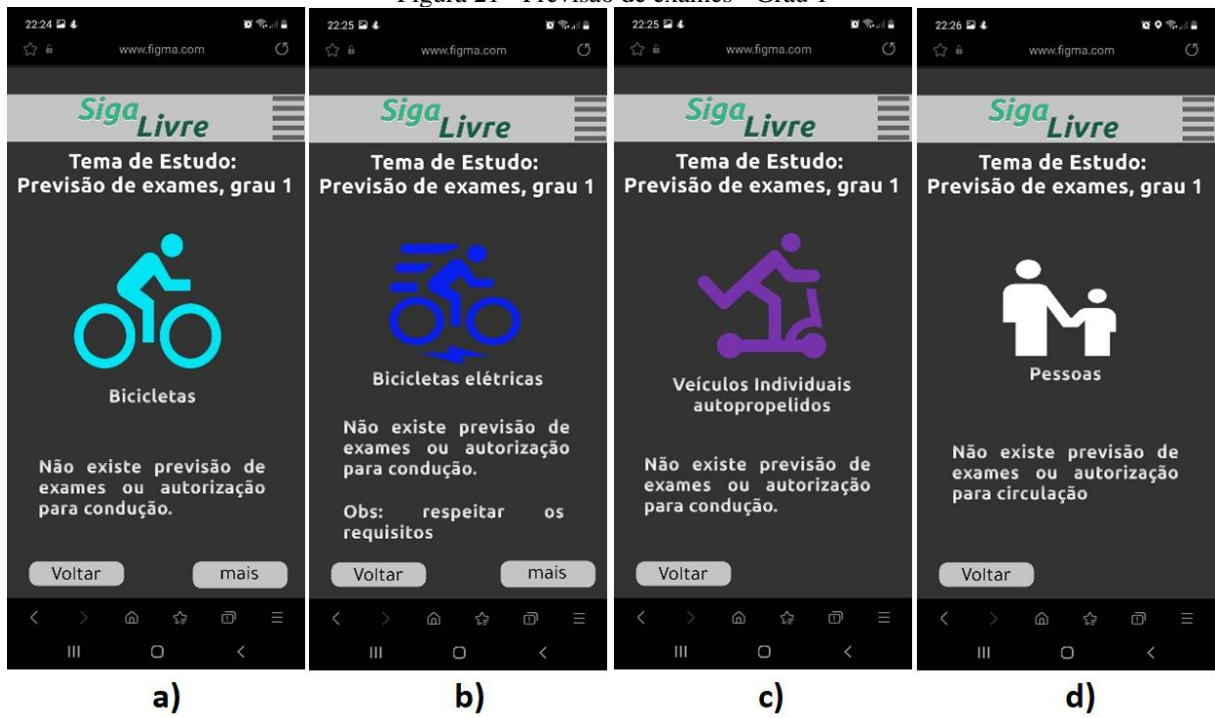 Figura 21 - Previsão de exames - Grau 1
22:24
www.figma.com
Siga
Livre
Tema de Estudo:
Previsão de exames, grau 1
Bicicletas
Não existe previsão de
exames ou autorização
para condução.
Voltar
mais
1
a)
22:25
www.figma.com
Siga
Livre
Tema de Estudo:
Previsão de exames, grau 1
Bicicletas elétricas
Não existe previsão de
exames ou autorização
para condução.
Obs: respeitar os
requisitos
Voltar
mais
1
b)
22:25
www.figma.com
Siga
Livre
Tema de Estudo:
Previsão de exames, grau 1
Veículos Individuais
autopropelidos
Não existe previsão de
exames ou autorização
para condução.
Voltar
1
c)
22:26
www.figma.com
Siga
Livre
Tema de Estudo:
Previsão de exames, grau 1
Pessoas
Não existe previsão de
exames ou autorização
para circulação
Voltar
1
d)